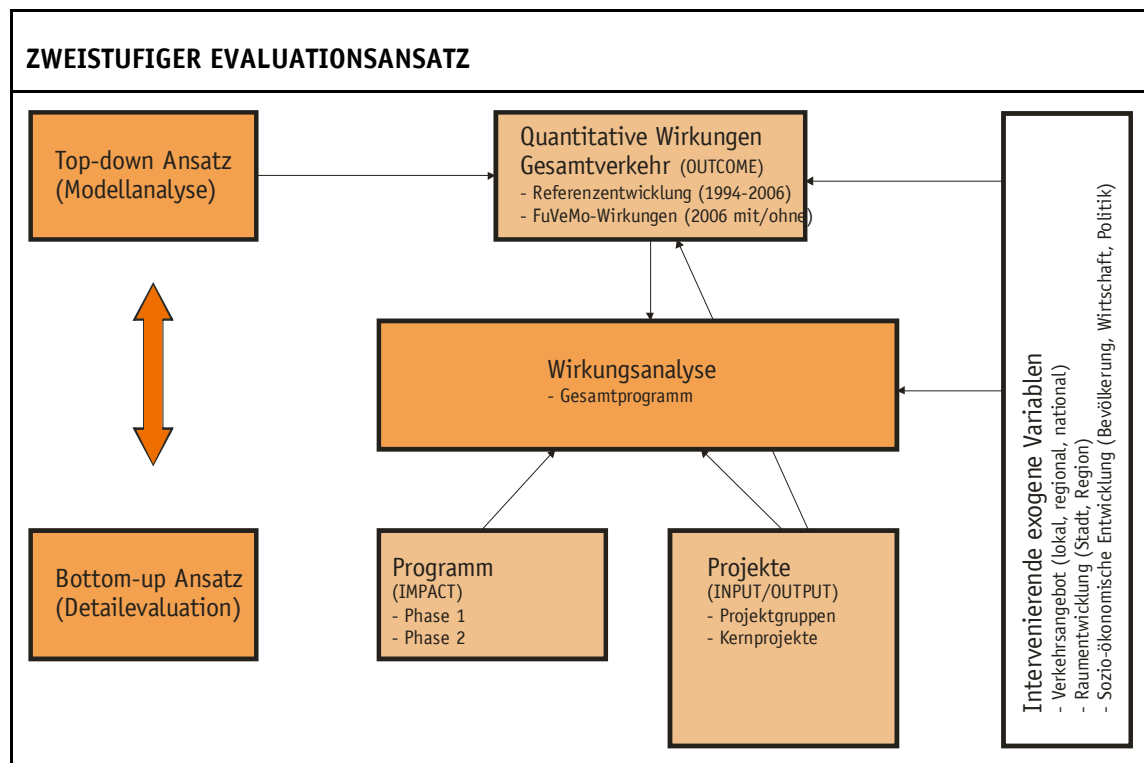 ZWEISTUFIGER EVALUATIONSANSATZ
Top-down Ansatz
(Modellanalyse)
Quantitative Wirkungen
Gesamtverkehr (OUTCOME)
- Referenzentwicklung (1994-2006)
- FuVeMo-Wirkungen (2006 mit/ohne)
Wirkungsanalyse
- Gesamtprogramm
Bottom-up Ansatz
(Detailevaluation)
Programm
(IMPACT)
- Phase 1
- Phase 2
Projekte
(INPUT/OUTPUT)
- Projektgruppen
- Kernprojekte
Intervenierende exogene Variablen
- Verkehrsangebot (lokal, regional, national)
- Raumentwicklung (Stadt, Region)
- Sozio-ökonomische Entwicklung (Bevölkerung, Wirtschaft, Politik)